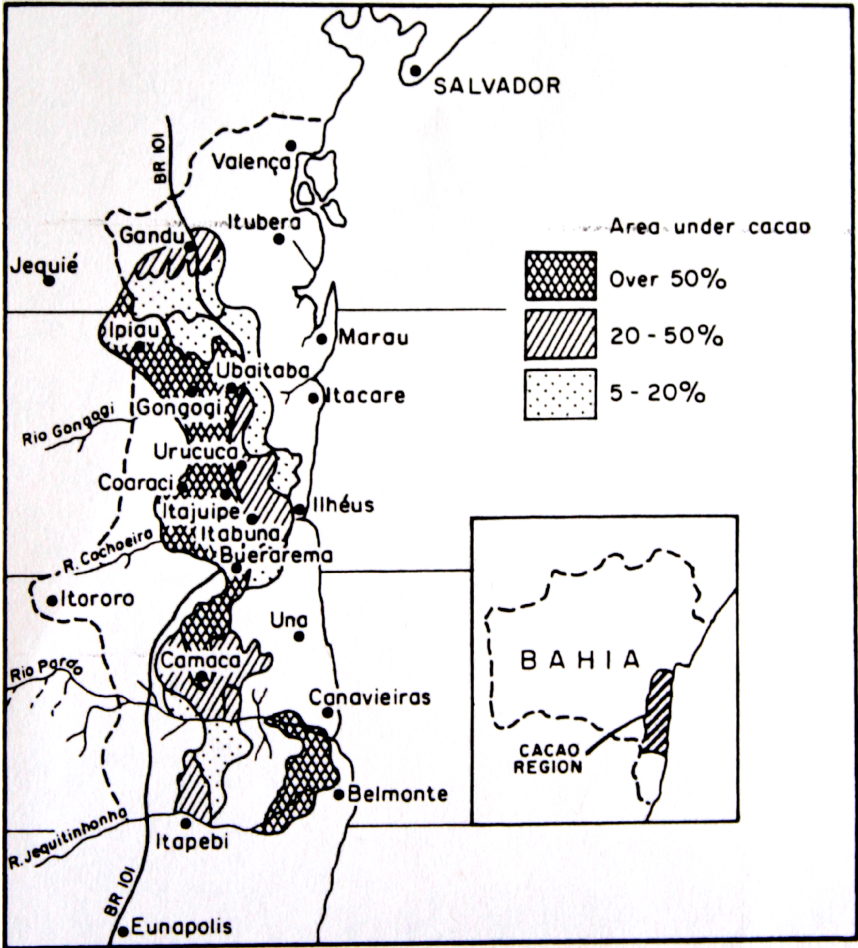 SALVADOR
BR 101
Valença
Itubera
Gandu
Area under cacao
Jequié
Over 50%
Ipiau
20 - 50%
Marau
Ubaitaba
5 - 20%
Itacare
Gongogi
Rio Gongogi
Urucuca
Coaraci
Itajuipe
Ilhéus
Itabuna
R. Cachoeira
Buerarema
Itororo
Una
BAHIA
Camaca
Rio Pardo
Canavieiras
CACAO
REGION
Belmonte
R. Jequitinhonha
Itapebi
BR 101
Eunapolis